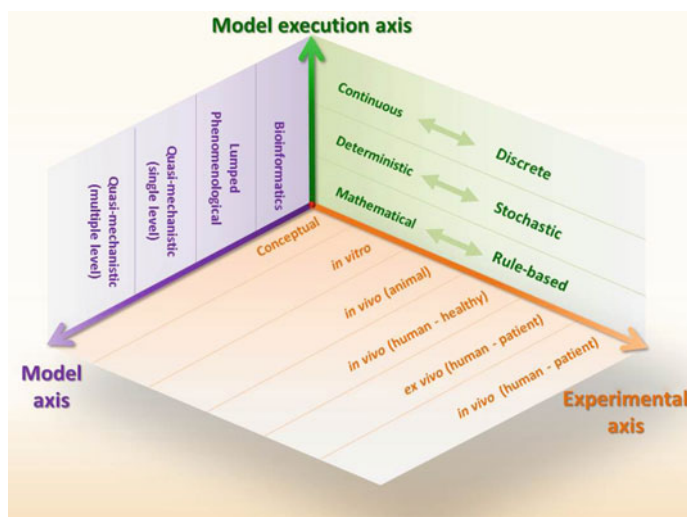 Model execution axis
Bioinformatics
Lumped
Phenomenological
Quasi-mechanistic
(single level)
Quasi-mechanistic
(multiple level)
Continuous
Discrete
Deterministic
Stochastic
Mathematical
Rule-based
Conceptual
in vitro
in vivo (animal)
in vivo (human - healthy)
ex vivo (human - patient)
in vivo (human - patient)
Model
axis
Experimental
axis